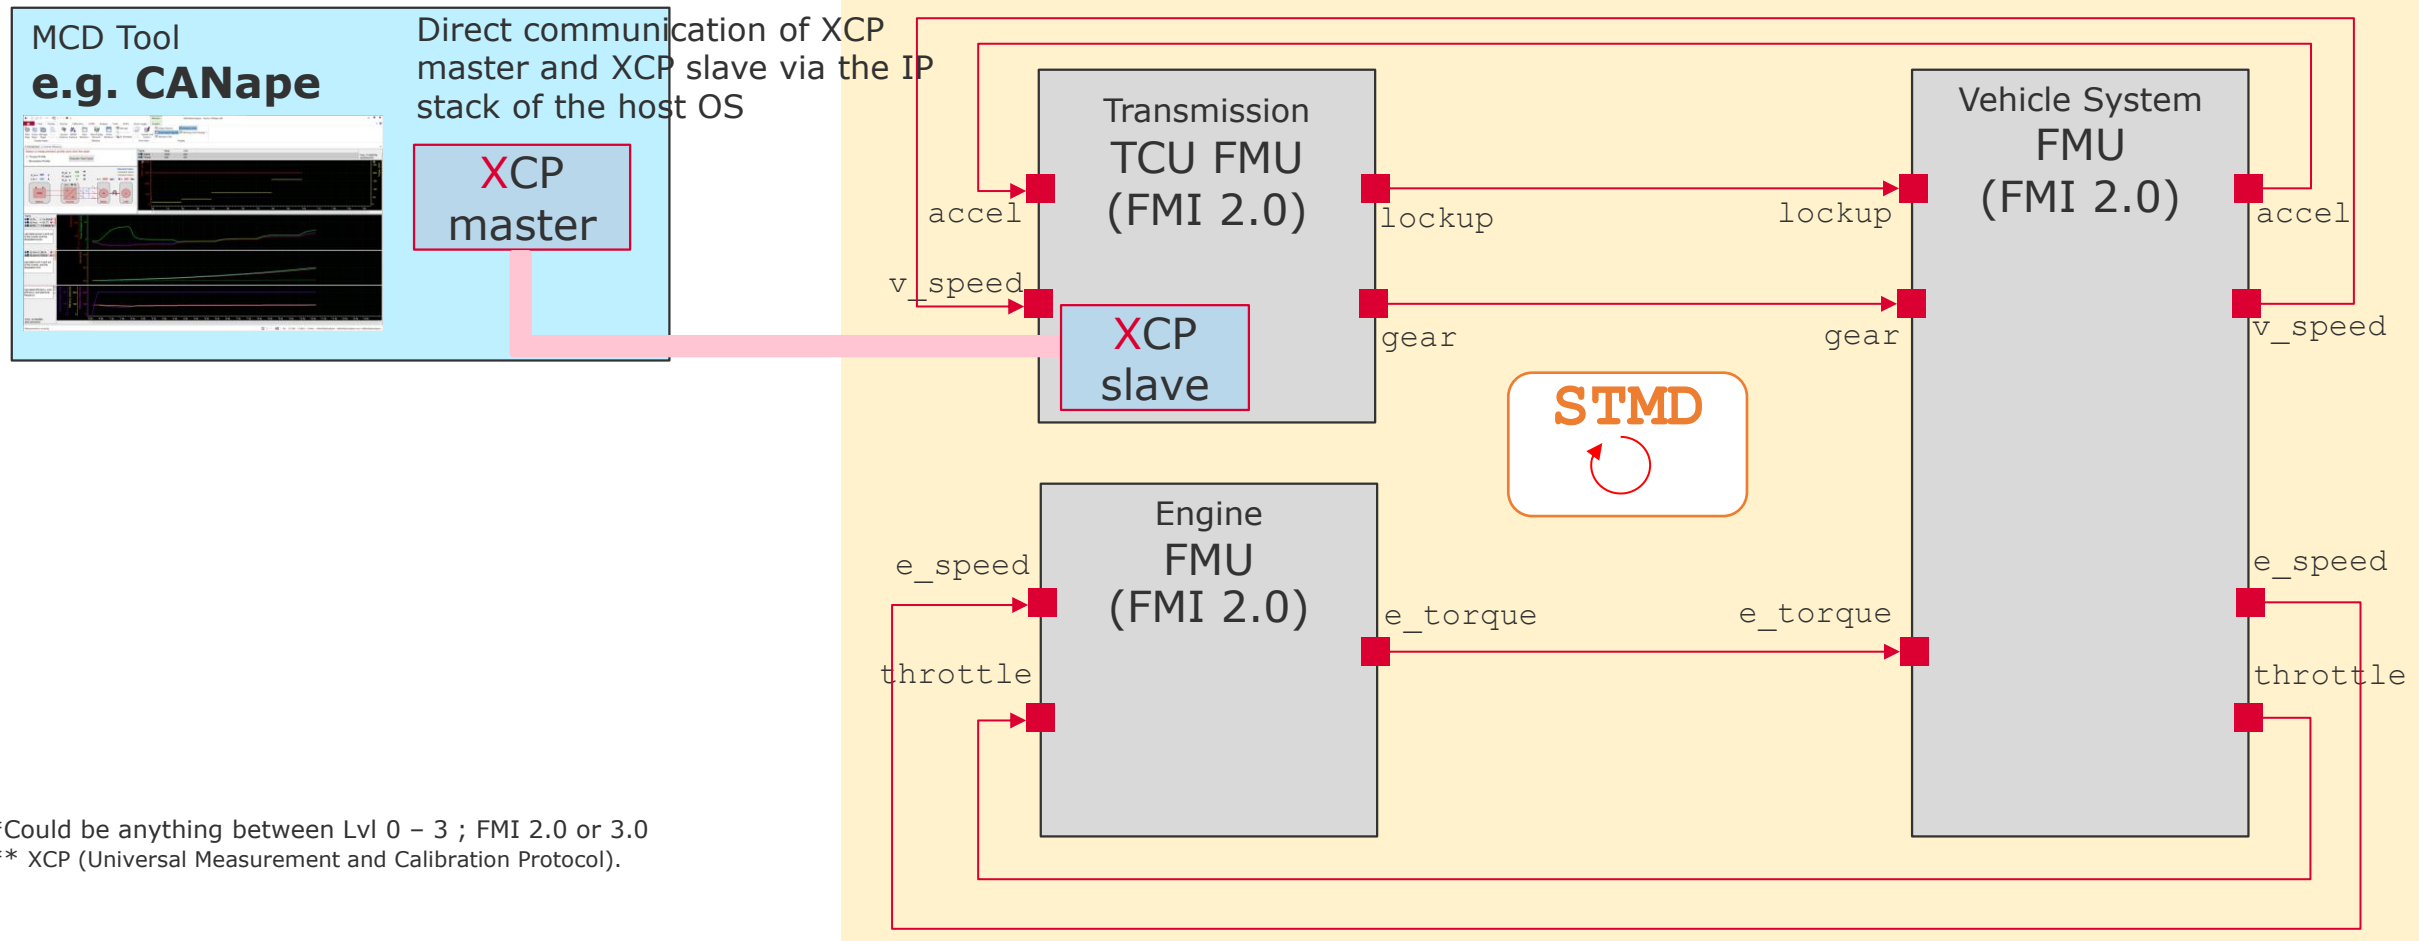 MCD Tool
e.g. CANape
Direct communication of XCP
master and XCP slave via the IP
stack of the host OS
XCP
master
Transmission
TCU FMU
(FMI 2.0)
accel
v_speed
lockup
gear
XCP
slave
Vehicle System
FMU
(FMI 2.0)
lockup
gear
accel
v_speed
STMD
Engine
FMU
(FMI 2.0)
e_speed
throttle
e_torque
e_torque
e_speed
throttle
*Could be anything between Lvl 0 – 3 ; FMI 2.0 or 3.0
** XCP (Universal Measurement and Calibration Protocol).